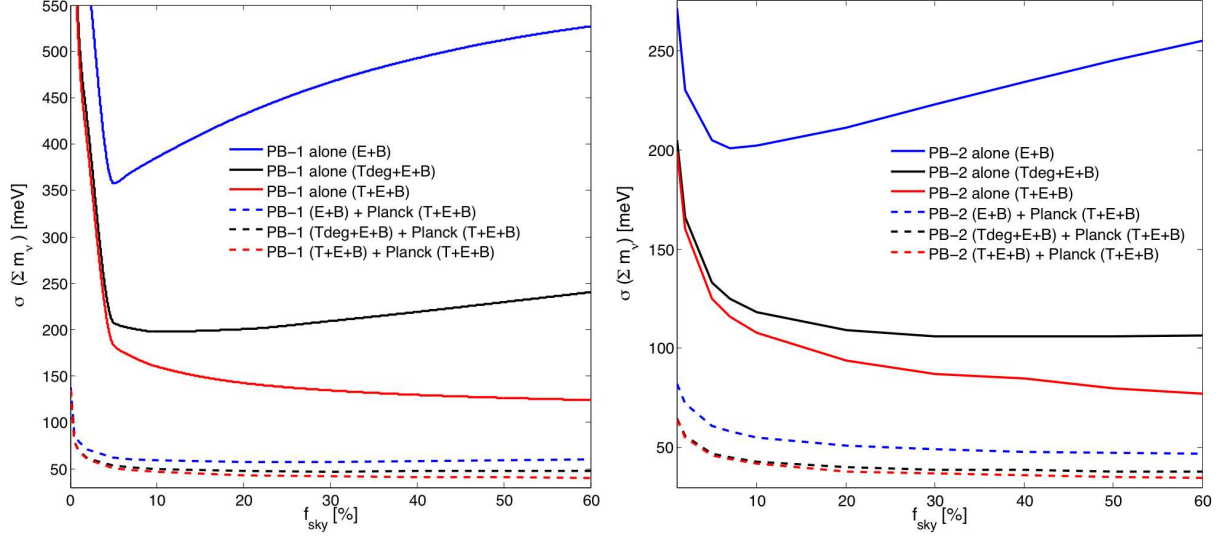 550
500
450
400
350
300
250
200
150
100
50
σ (Σ m_ν) [meV]
PB-1 alone (E+B)
PB-1 alone (Tdeg+E+B)
PB-1 alone (T+E+B)
PB-1 (E+B) + Planck (T+E+B)
PB-1 (Tdeg+E+B) + Planck (T+E+B)
PB-1 (T+E+B) + Planck (T+E+B)
0 10 20 30 40 50 60
f_sky [%]
250
200
150
100
50
σ (Σ m_ν) [meV]
PB-2 alone (E+B)
PB-2 alone (Tdeg+E+B)
PB-2 alone (T+E+B)
PB-2 (E+B) + Planck (T+E+B)
PB-2 (Tdeg+E+B) + Planck (T+E+B)
PB-2 (T+E+B) + Planck (T+E+B)
10 20 30 40 50 60
f_sky [%]